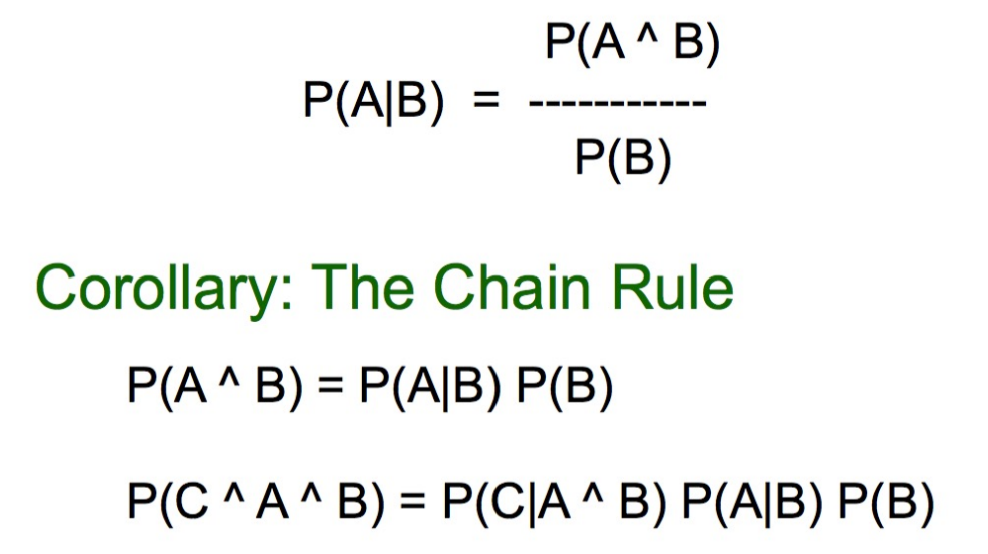 P(A ^ B)
P(A|B) = -----------
P(B)
Corollary: The Chain Rule
P(A ^ B) = P(A|B) P(B)
P(C ^ A ^ B) = P(C|A ^ B) P(A|B) P(B)